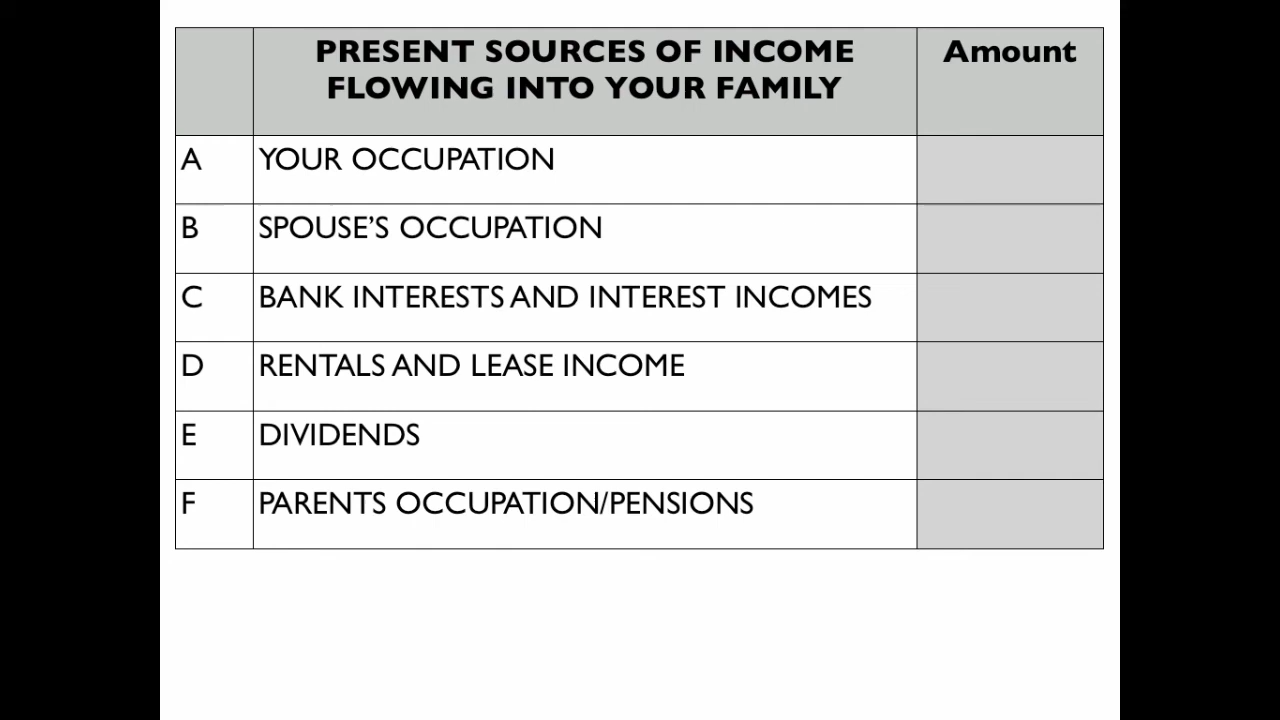 PRESENT SOURCES OF INCOME
FLOWING INTO YOUR FAMILY
Amount
A YOUR OCCUPATION
B SPOUSE’S OCCUPATION
C BANK INTERESTS AND INTEREST INCOMES
D RENTALS AND LEASE INCOME
E DIVIDENDS
F PARENTS OCCUPATION/PENSIONS